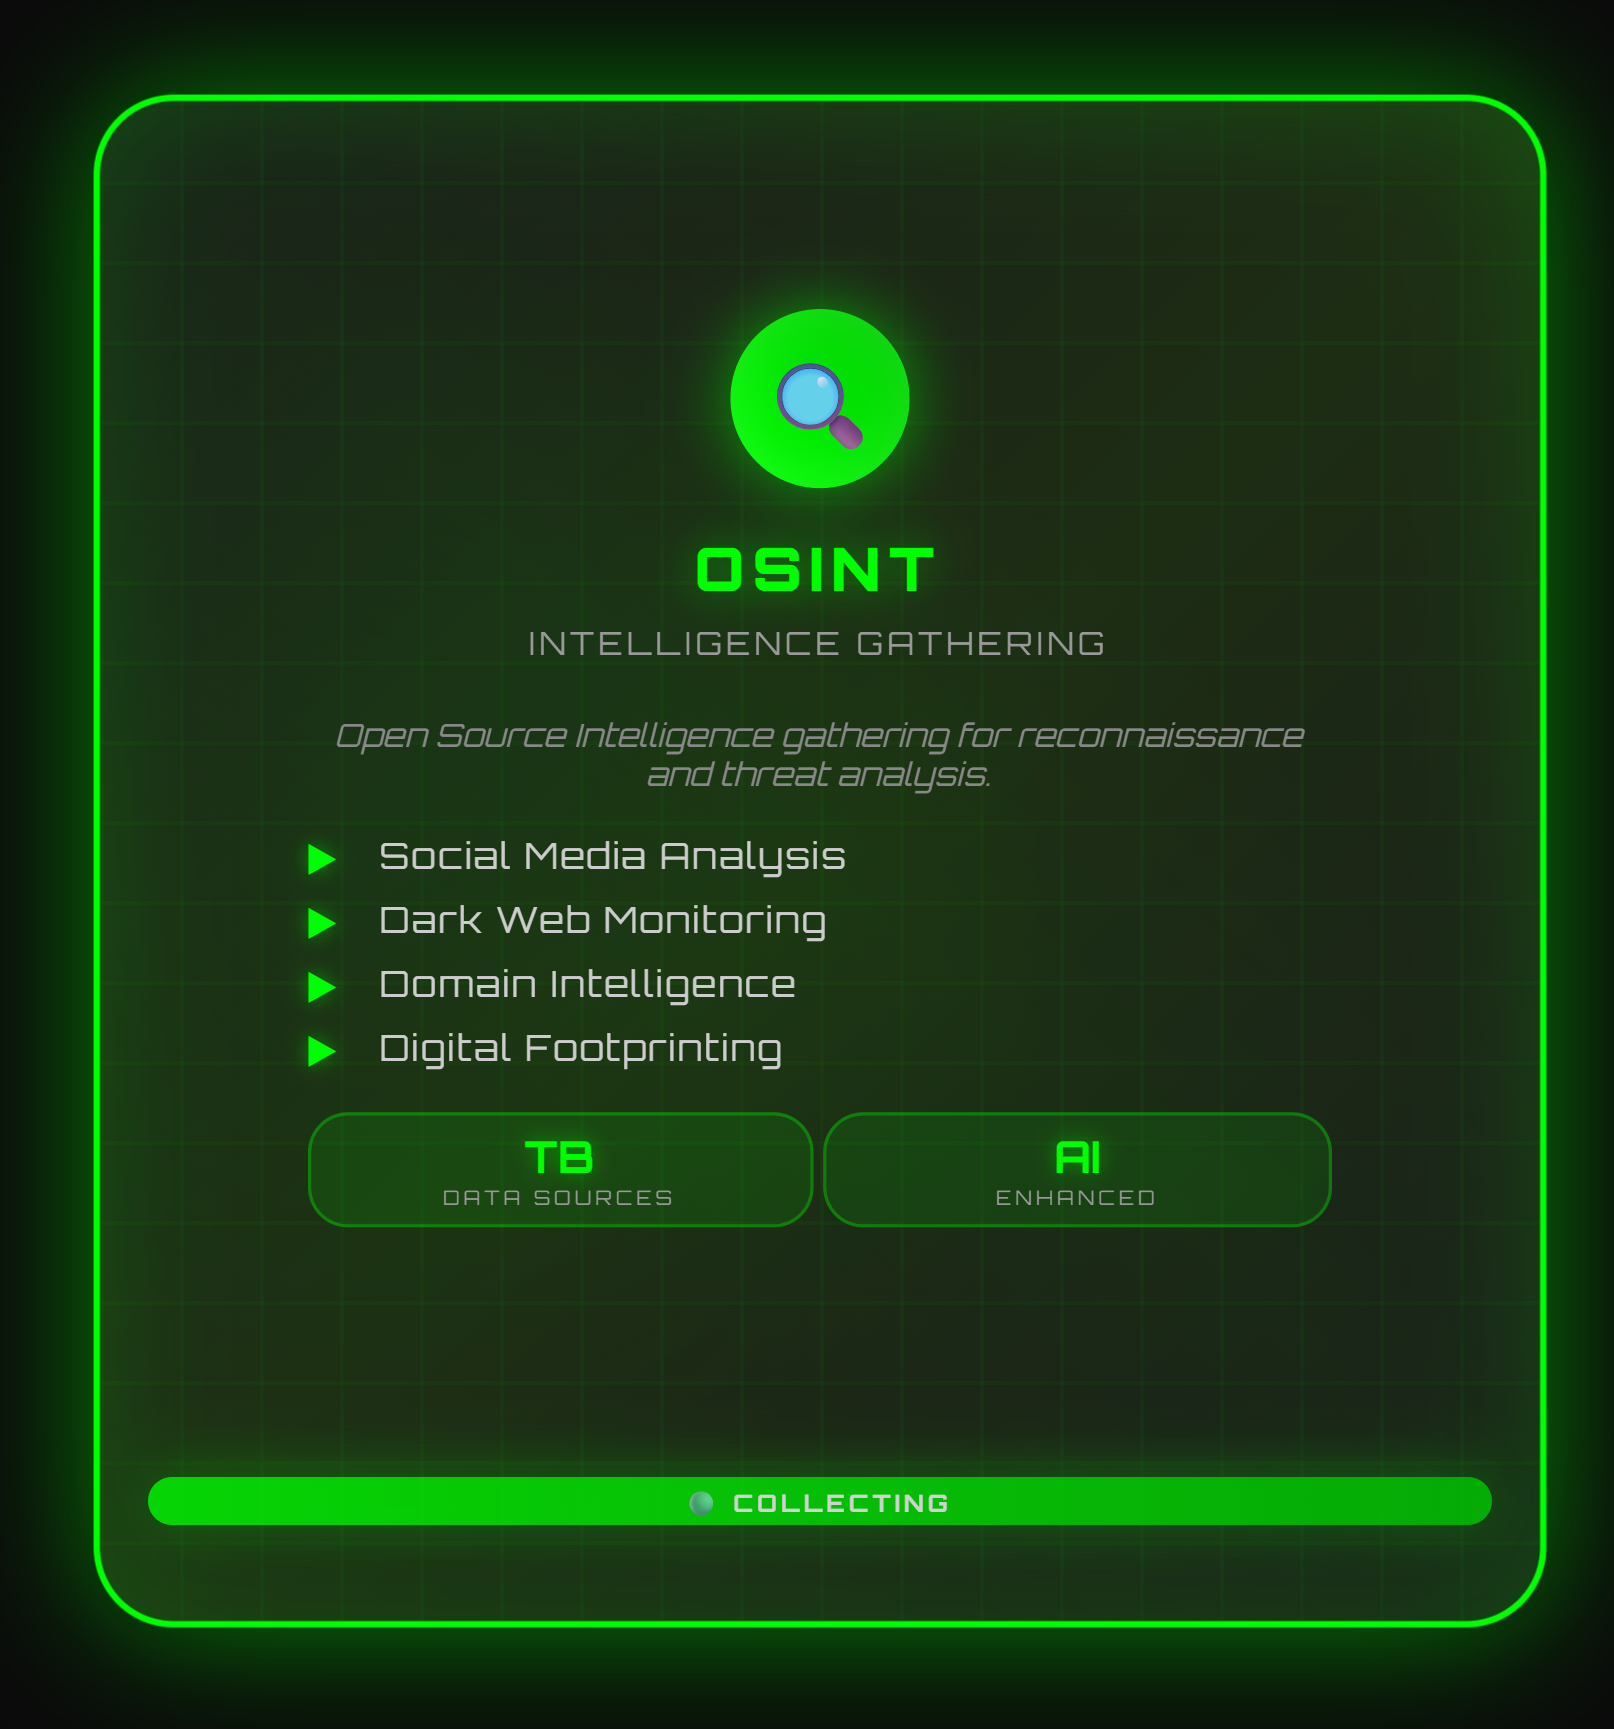 OSINT
INTELLIGENCE GATHERING
Open Source Intelligence gathering for reconnaissance
and threat analysis.
Social Media Analysis
Dark Web Monitoring
Domain Intelligence
Digital Footprinting
TB
DATA SOURCES
AI
ENHANCED
COLLECTING